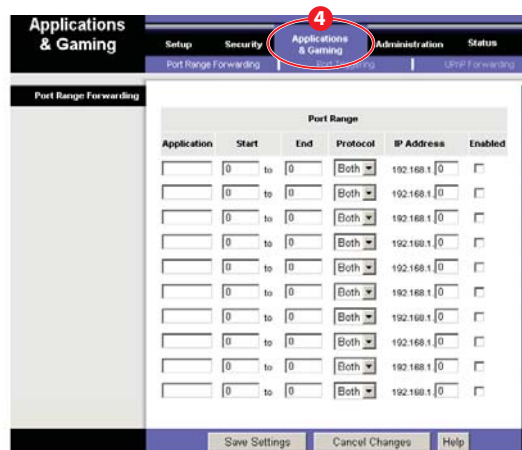 Applications
& Gaming
4
Setup Security Applications & Gaming Administration Status
Port Range Forwarding Port Triggering UPnP Forwarding
Port Range Forwarding
Port Range
Application Start End Protocol IP Address Enabled
0 to 0 Both 192.168.1. 0
0 to 0 Both 192.168.1. 0
0 to 0 Both 192.168.1. 0
0 to 0 Both 192.168.1. 0
0 to 0 Both 192.168.1. 0
0 to 0 Both 192.168.1. 0
0 to 0 Both 192.168.1. 0
0 to 0 Both 192.168.1. 0
0 to 0 Both 192.168.1. 0
0 to 0 Both 192.168.1. 0
Save Settings Cancel Changes Help